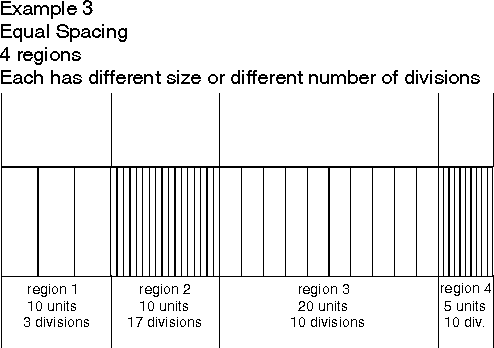 Example 3
Equal Spacing
4 regions
Each has different size or different number of divisions
region 1
10 units
3 divisions
region 2
10 units
17 divisions
region 3
20 units
10 divisions
region 4
5 units
10 div.